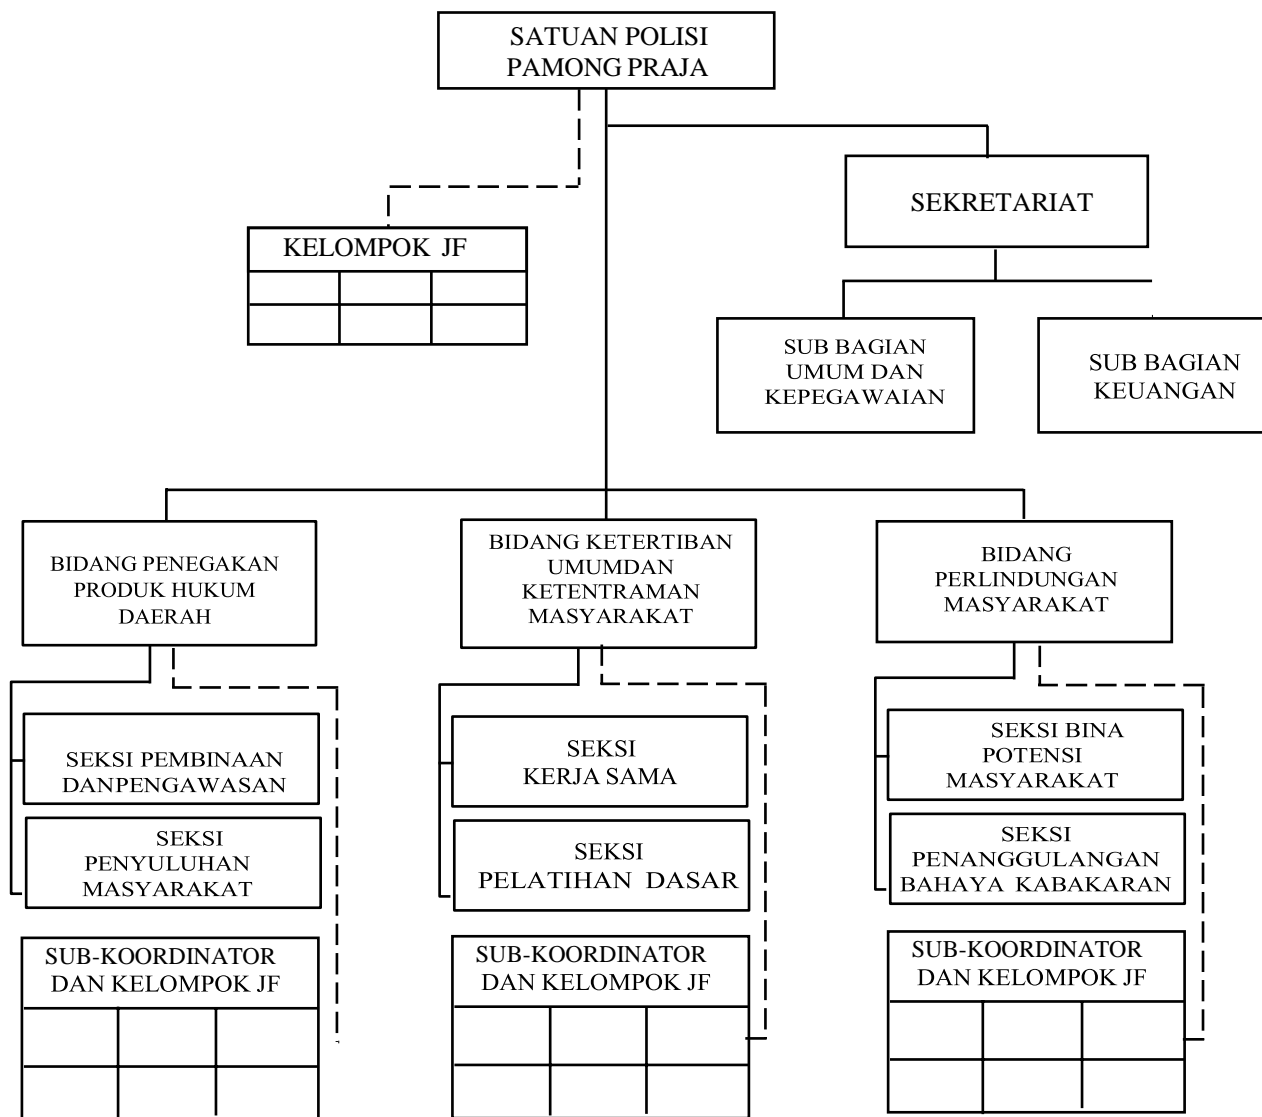 SATUAN POLISI
PAMONG PRAJA
SEKRETARIAT
KELOMPOK JF
SUB BAGIAN
UMUM DAN
KEPEGAWAIAN
SUB BAGIAN
KEUANGAN
BIDANG PENEGAKAN
PRODUK HUKUM
DAERAH
BIDANG KETERTIBAN
UMUMDAN
KETENTRAMAN
MASYARAKAT
BIDANG
PERLINDUNGAN
MASYARAKAT
SEKSI PEMBINAAN
DANPENGAWASAN
SEKSI
KERJA SAMA
SEKSI BINA
POTENSI
MASYARAKAT
SEKSI
PENYULUHAN
MASYARAKAT
SEKSI
PELATIHAN DASAR
SEKSI
PENANGGULANGAN
BAHAYA KABAKARAN
SUB-KOORDINATOR
DAN KELOMPOK JF
SUB-KOORDINATOR
DAN KELOMPOK JF
SUB-KOORDINATOR
DAN KELOMPOK JF